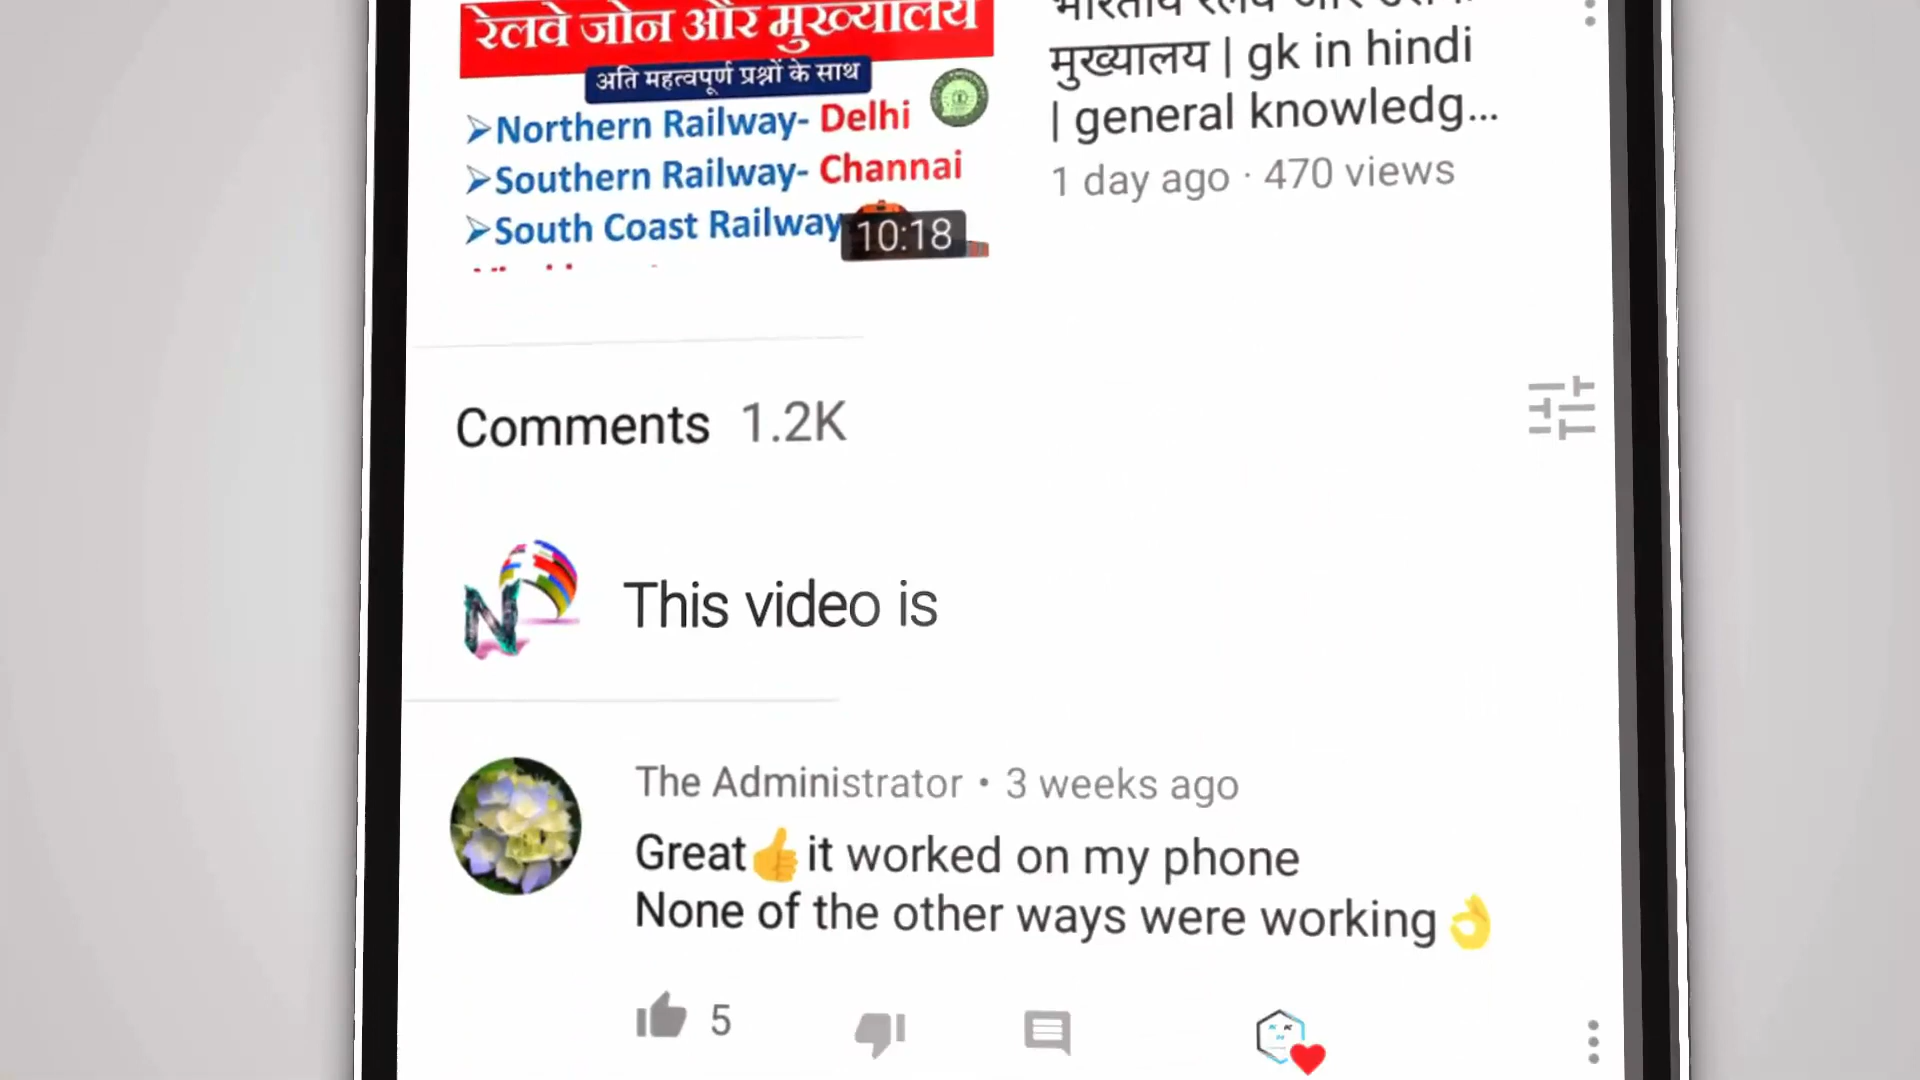 रेलवे जोन और मुख्यालय
अति महत्वपूर्ण प्रश्नों के साथ
➢Northern Railway- Delhi
➢Southern Railway- Channai
➢South Coast Railway
10:18
भारतीय रेलवे और
मुख्यालय | gk in hindi
| general knowledg...
1 day ago · 470 views
Comments 1.2K
This video is
The Administrator • 3 weeks ago
Great👍it worked on my phone
None of the other ways were working👌
5